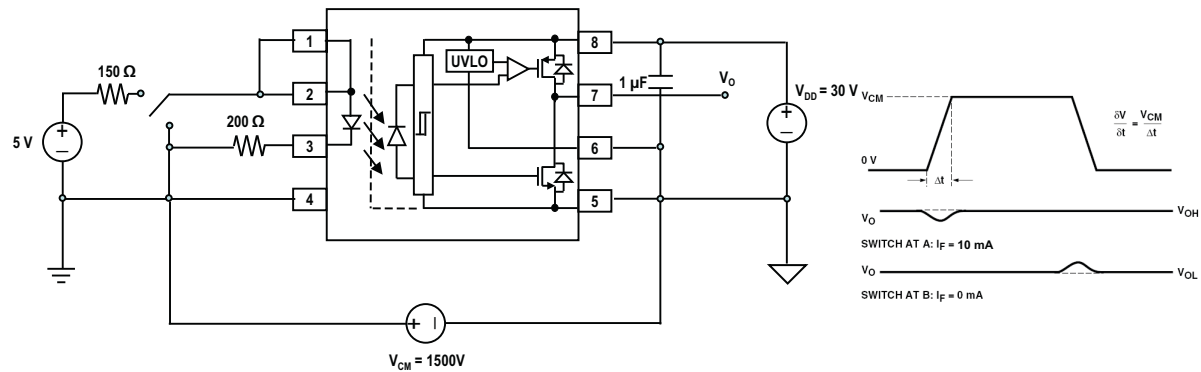 150 Ω
5 V
200 Ω
1
2
3
4
UVLO
8
7
6
5
1 µF
VO
VDD = 30 V
VCM = 1500V
VCM
0 V
Δt
δV/δt = VCM/Δt
VO
VOH
SWITCH AT A: IF = 10 mA
VO
VOL
SWITCH AT B: IF = 0 mA